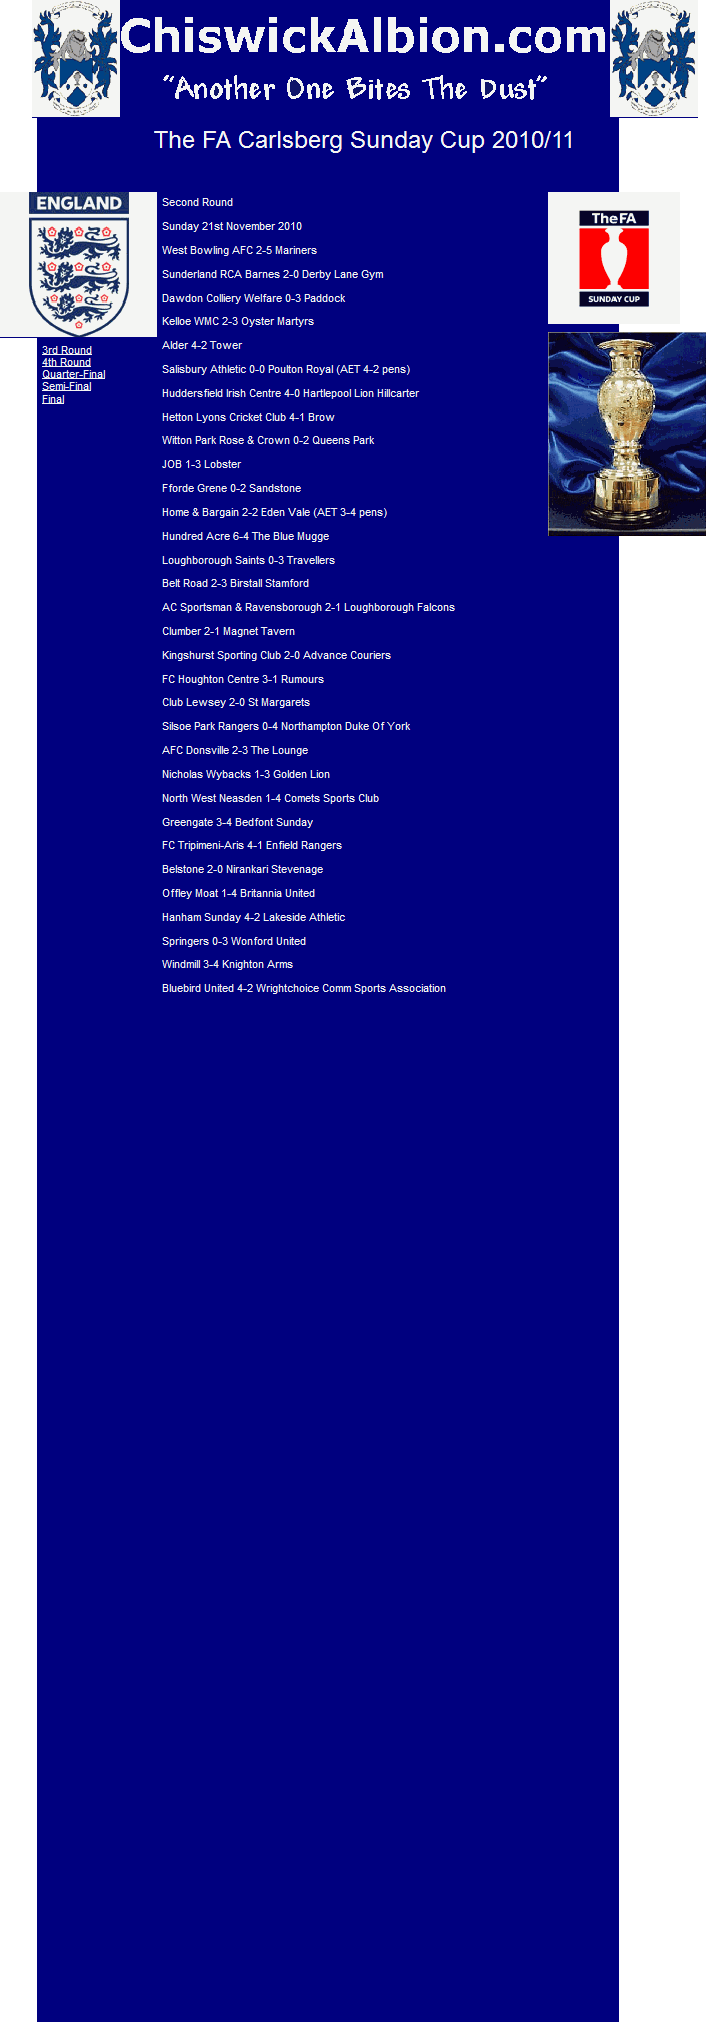 ChiswickAlbion.com
"Another One Bites The Dust"
The FA Carlsberg Sunday Cup 2010/11
ENGLAND
3rd Round
4th Round
Quarter-Final
Semi-Final
Final
Second Round
Sunday 21st November 2010
West Bowling AFC 2-5 Mariners
Sunderland RCA Barnes 2-0 Derby Lane Gym
Dawdon Colliery Welfare 0-3 Paddock
Kelloe WMC 2-3 Oyster Martyrs
Alder 4-2 Tower
Salisbury Athletic 0-0 Poulton Royal (AET 4-2 pens)
Huddersfield Irish Centre 4-0 Hartlepool Lion Hillcarter
Hetton Lyons Cricket Club 4-1 Brow
Witton Park Rose & Crown 0-2 Queens Park
JOB 1-3 Lobster
Fforde Grene 0-2 Sandstone
Home & Bargain 2-2 Eden Vale (AET 3-4 pens)
Hundred Acre 6-4 The Blue Mugge
Loughborough Saints 0-3 Travellers
Belt Road 2-3 Birstall Stamford
AC Sportsman & Ravensborough 2-1 Loughborough Falcons
Clumber 2-1 Magnet Tavern
Kingshurst Sporting Club 2-0 Advance Couriers
FC Houghton Centre 3-1 Rumours
Club Lewsey 2-0 St Margarets
Silsoe Park Rangers 0-4 Northampton Duke Of York
AFC Donsville 2-3 The Lounge
Nicholas Wybacks 1-3 Golden Lion
North West Neasden 1-4 Comets Sports Club
Greengate 3-4 Bedfont Sunday
FC Tripimeni-Aris 4-1 Enfield Rangers
Belstone 2-0 Nirankari Stevenage
Offley Moat 1-4 Britannia United
Hanham Sunday 4-2 Lakeside Athletic
Springers 0-3 Wonford United
Windmill 3-4 Knighton Arms
Bluebird United 4-2 Wrightchoice Comm Sports Association
TheFA
SUNDAY CUP